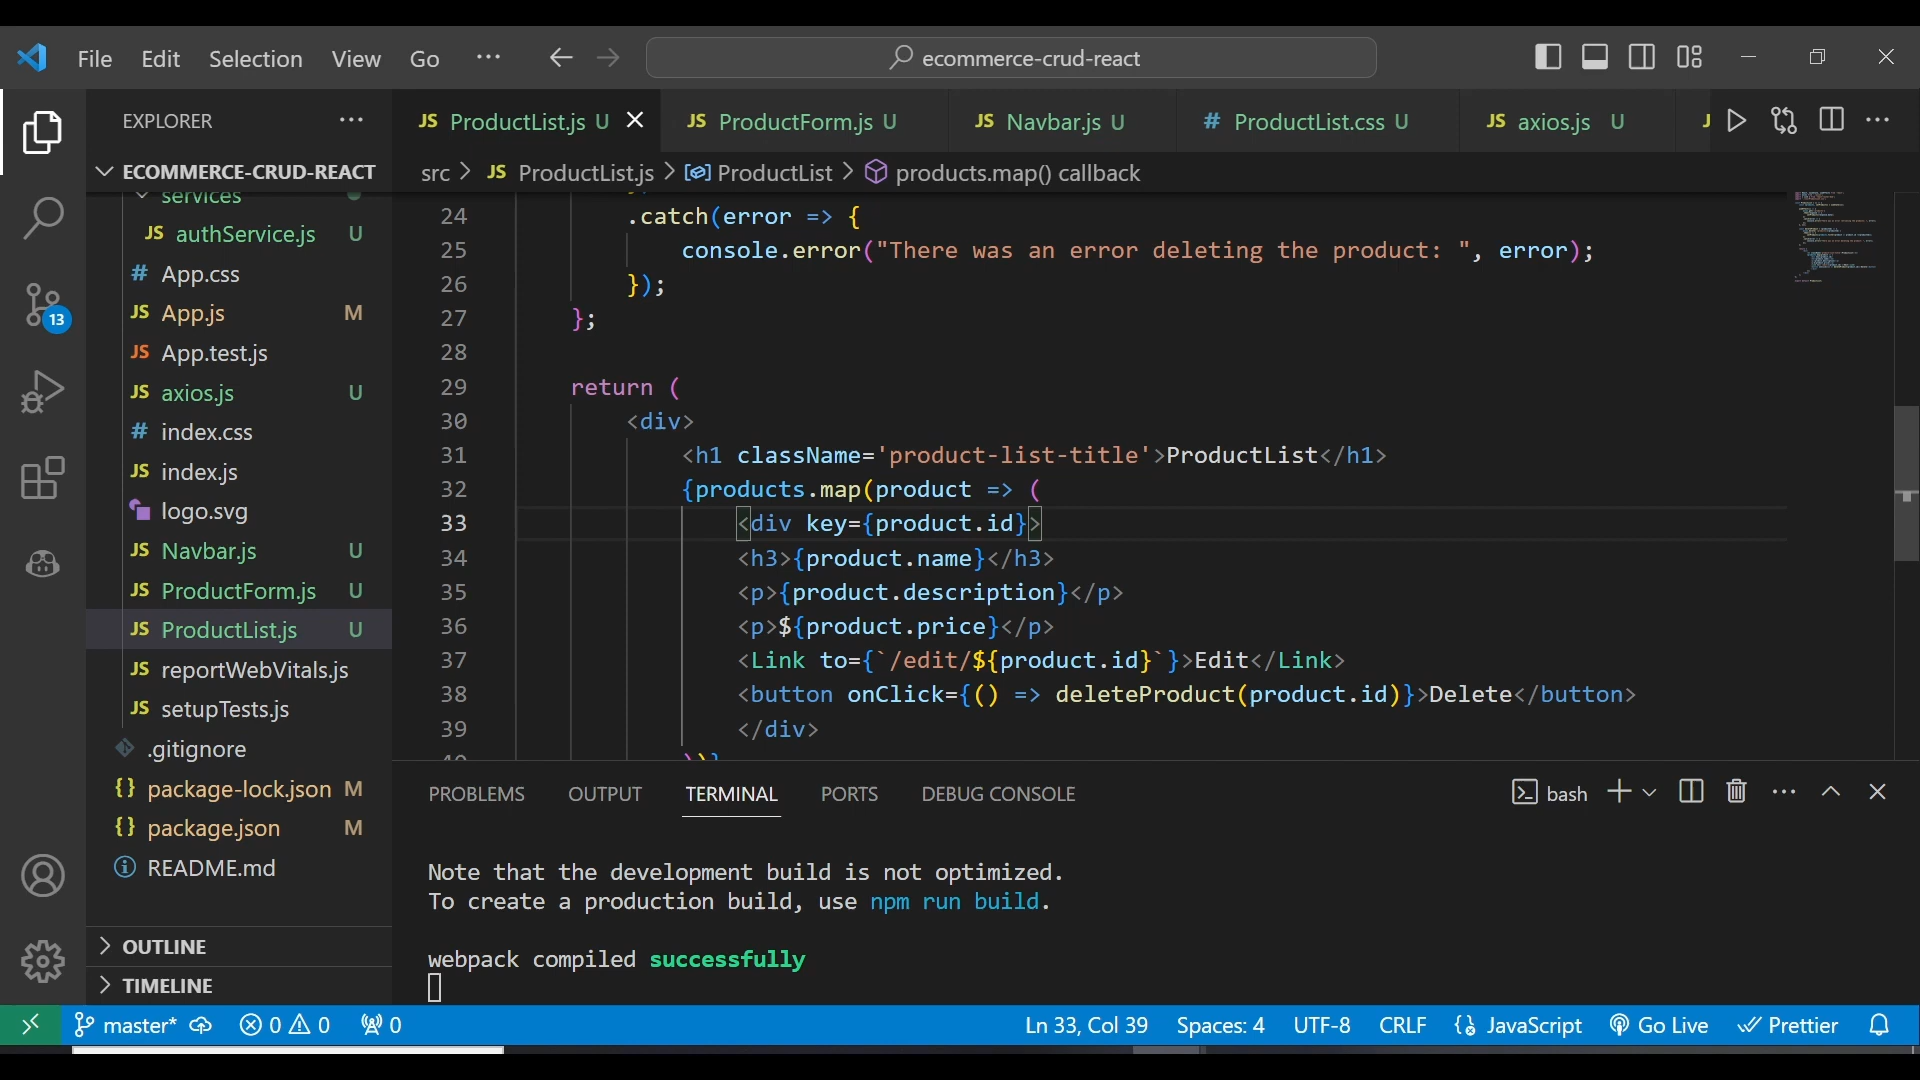 File Edit Selection View Go ··· ecommerce-crud-react
EXPLORER ···
JS ProductList.js U JS ProductForm.js U JS Navbar.js U # ProductList.css U JS axios.js U ···
ECOMMERCE-CRUD-REACT
src > JS ProductList.js > ProductList > products.map() callback
services
JS authService.js U
# App.css
JS App.js M
JS App.test.js
JS axios.js U
# index.css
JS index.js
logo.svg
JS Navbar.js U
JS ProductForm.js U
JS ProductList.js U
JS reportWebVitals.js
JS setupTests.js
.gitignore
{} package-lock.json M
{} package.json M
README.md
OUTLINE
TIMELINE
13
24 .catch(error => {
25 console.error("There was an error deleting the product: ", error);
26 });
27 };
28
29 return (
30 <div>
31 <h1 className='product-list-title'>ProductList</h1>
32 {products.map(product => (
33 <div key={product.id}>
34 <h3>{product.name}</h3>
35 <p>{product.description}</p>
36 <p>${product.price}</p>
37 <Link to={`/edit/${product.id}`}>Edit</Link>
38 <button onClick={() => deleteProduct(product.id)}>Delete</button>
39 </div>
40 ))}
PROBLEMS OUTPUT TERMINAL PORTS DEBUG CONSOLE bash ···
Note that the development build is not optimized.
To create a production build, use npm run build.
webpack compiled successfully
master* 0 0 0 Ln 33, Col 39 Spaces: 4 UTF-8 CRLF {} JavaScript Go Live Prettier